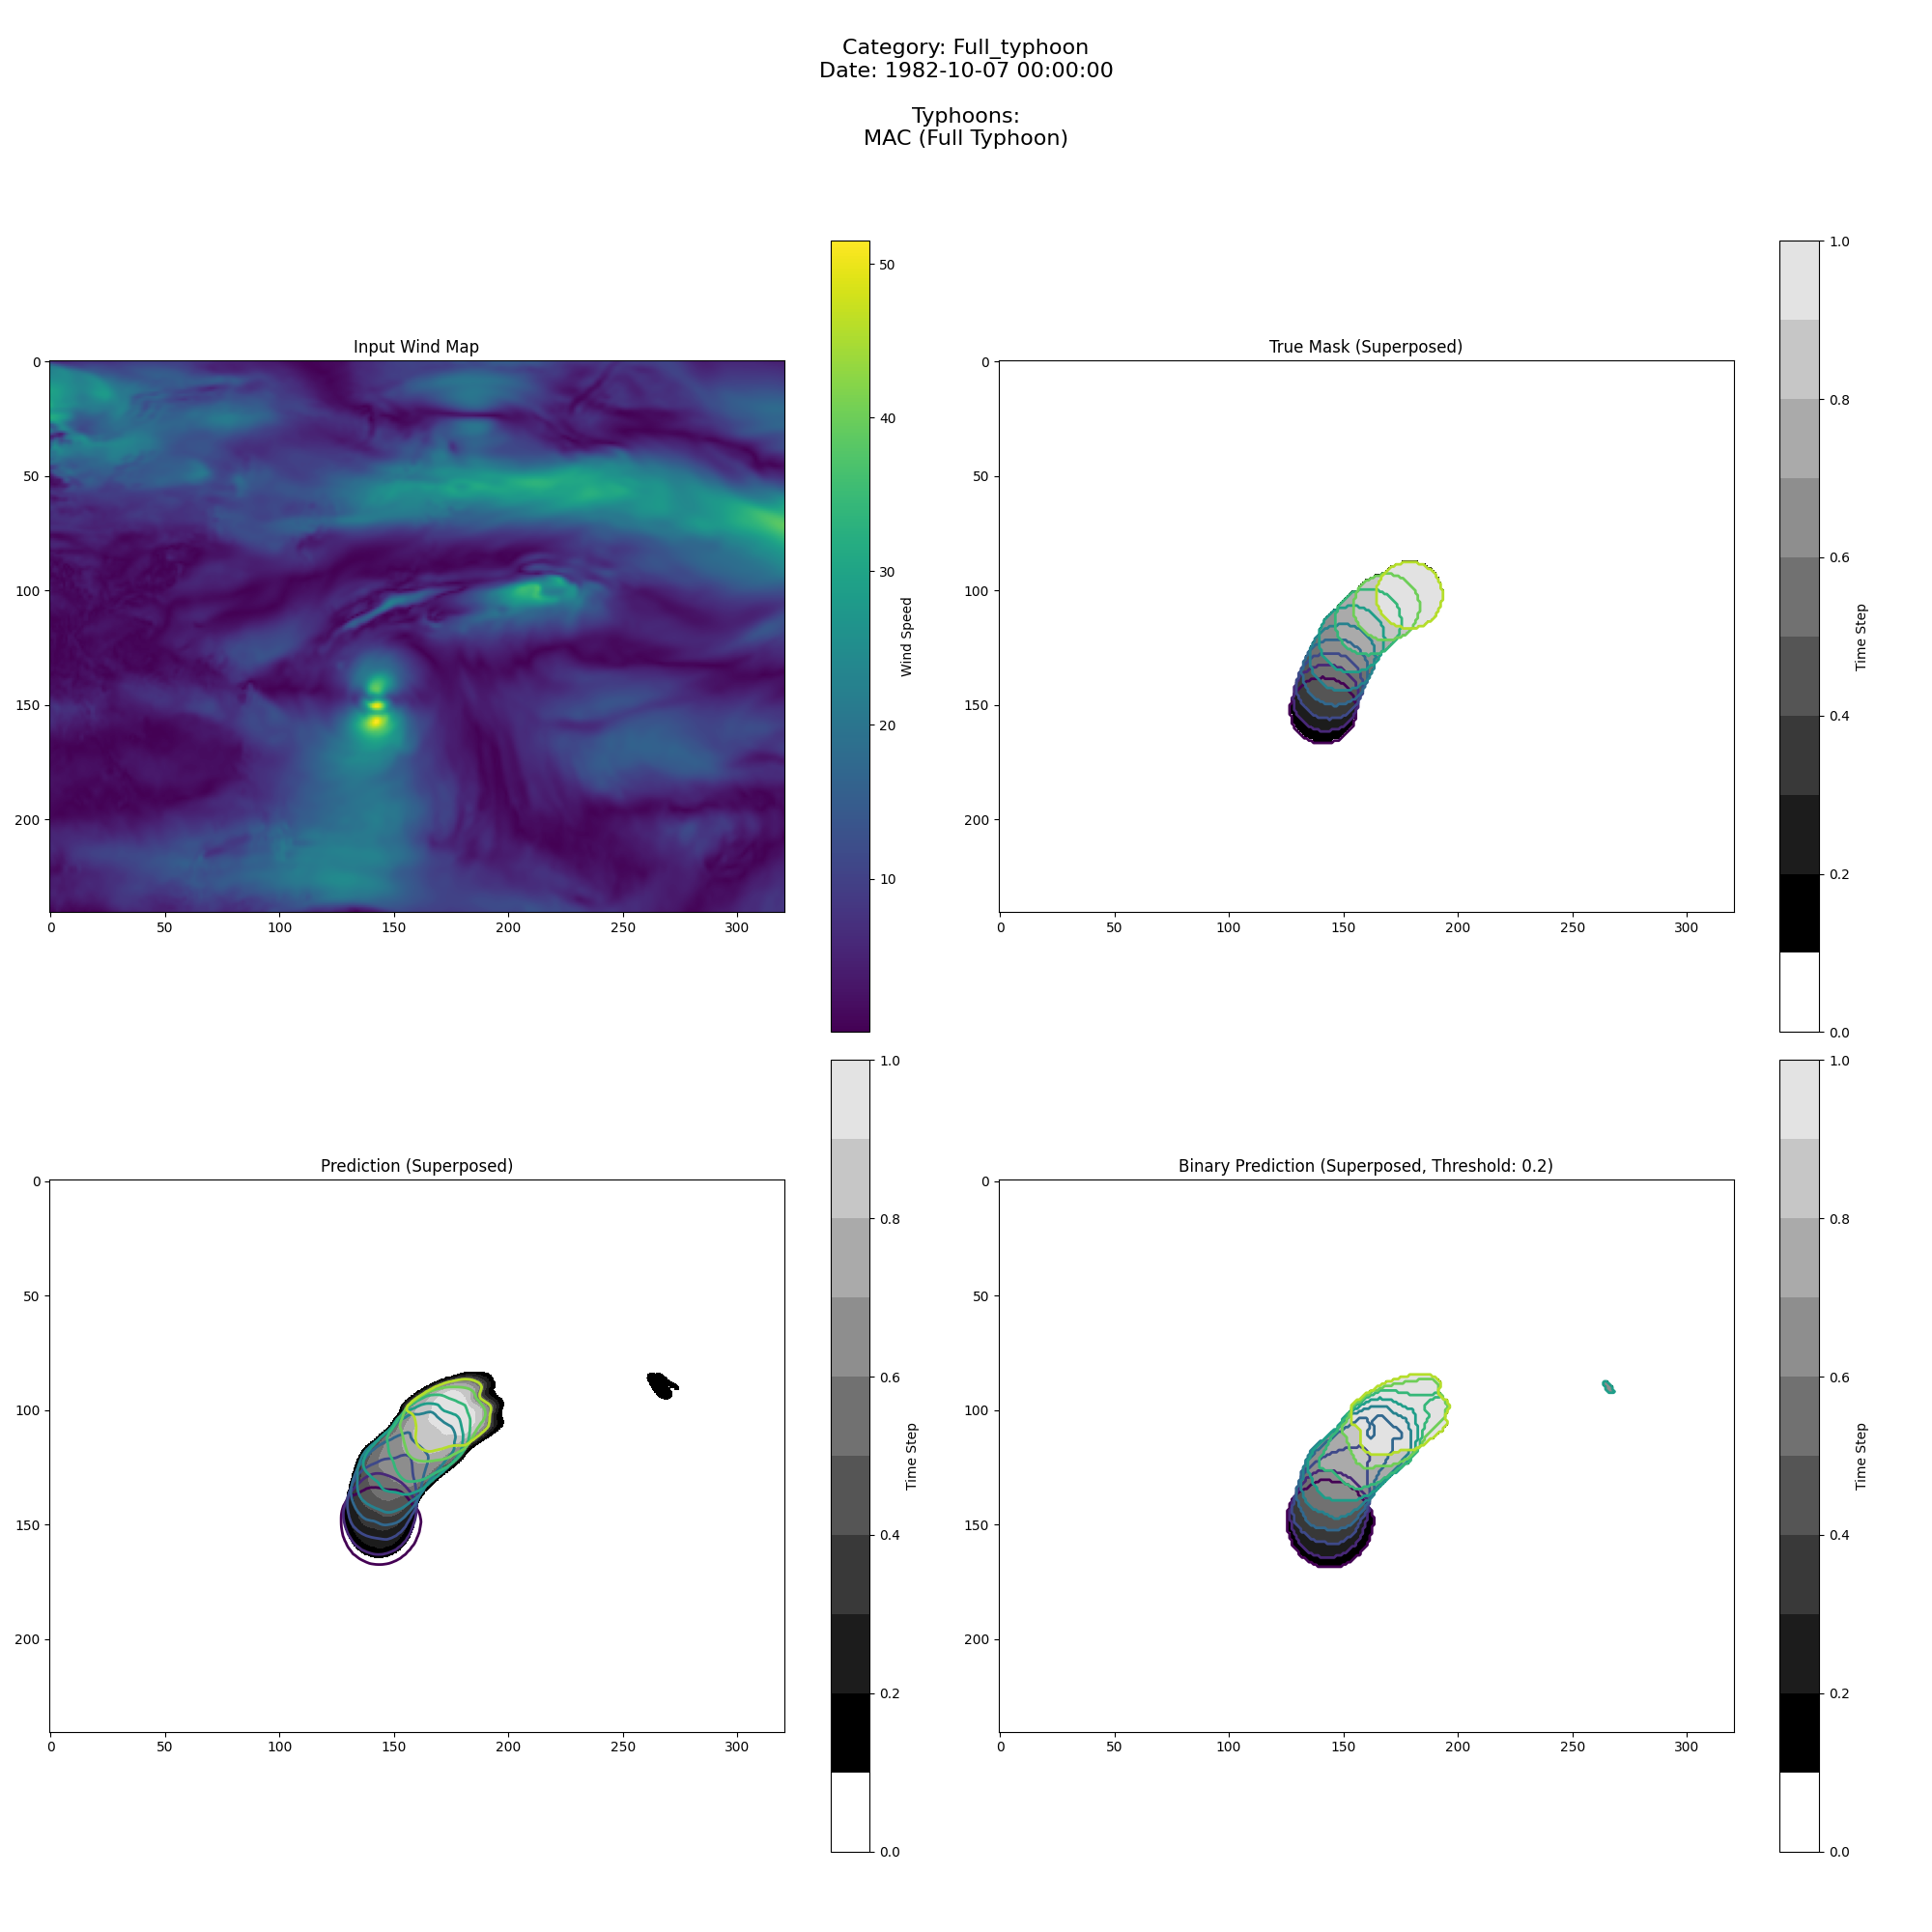 Category: Full_typhoon
Date: 1982-10-07 00:00:00
Typhoons:
MAC (Full Typhoon)
Input Wind Map
0
50
100
150
200
0 50 100 150 200 250 300
50
40
30
20
10
Wind Speed
True Mask (Superposed)
0
50
100
150
200
0 50 100 150 200 250 300
1.0
0.8
0.6
0.4
0.2
0.0
Time Step
Prediction (Superposed)
0
50
100
150
200
0 50 100 150 200 250 300
1.0
0.8
0.6
0.4
0.2
0.0
Time Step
Binary Prediction (Superposed, Threshold: 0.2)
0
50
100
150
200
0 50 100 150 200 250 300
1.0
0.8
0.6
0.4
0.2
0.0
Time Step